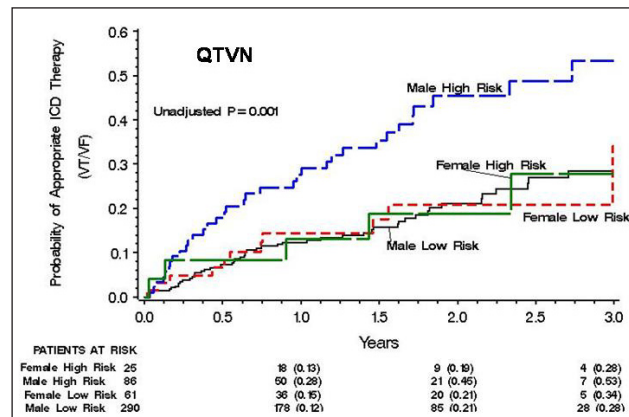 QTVN
Unadjusted P=0.001
Probability of Appropriate ICD Therapy
(VT/VF)
0.6
0.5
0.4
0.3
0.2
0.1
0.0
Male High Risk
Female High Risk
Female Low Risk
Male Low Risk
0.0 0.5 1.0 1.5 2.0 2.5 3.0
Years
PATIENTS AT RISK
Female High Risk 25 18 (0.13) 9 (0.19) 4 (0.28)
Male High Risk 86 50 (0.28) 21 (0.45) 7 (0.53)
Female Low Risk 61 36 (0.15) 20 (0.21) 5 (0.34)
Male Low Risk 290 178 (0.12) 85 (0.21) 28 (0.28)